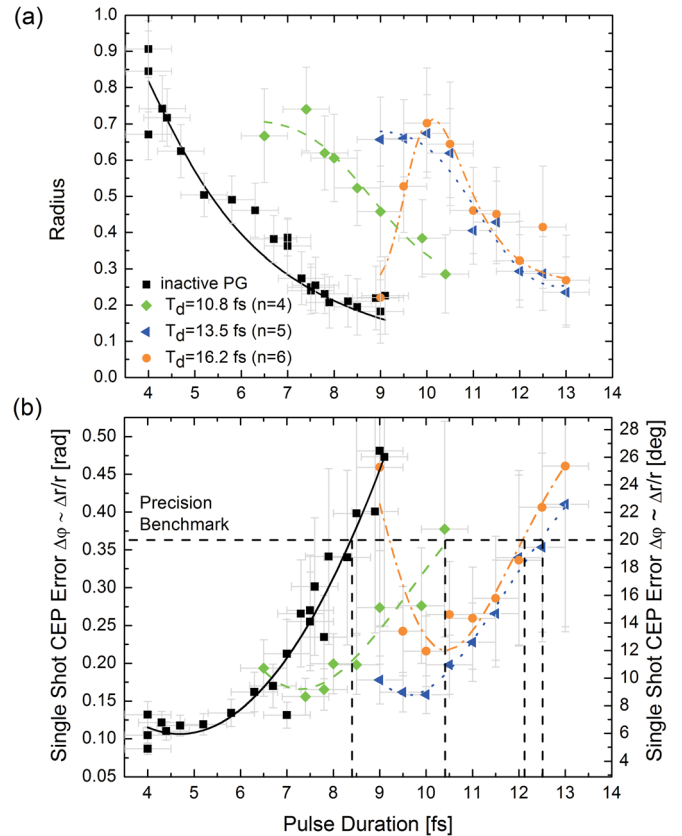 (a)
1.0
0.9
0.8
0.7
0.6
0.5
0.4
0.3
0.2
0.1
0.0
Radius
inactive PG
T_d=10.8 fs (n=4)
T_d=13.5 fs (n=5)
T_d=16.2 fs (n=6)
4 5 6 7 8 9 10 11 12 13 14
(b)
0.50
0.45
0.40
0.35
0.30
0.25
0.20
0.15
0.10
0.05
Single Shot CEP Error Δφ ~ Δr/r [rad]
Precision
Benchmark
26
24
22
20
18
16
14
12
10
8
6
4
Single Shot CEP Error Δφ ~ Δr/r [deg]
4 5 6 7 8 9 10 11 12 13 14
Pulse Duration [fs]